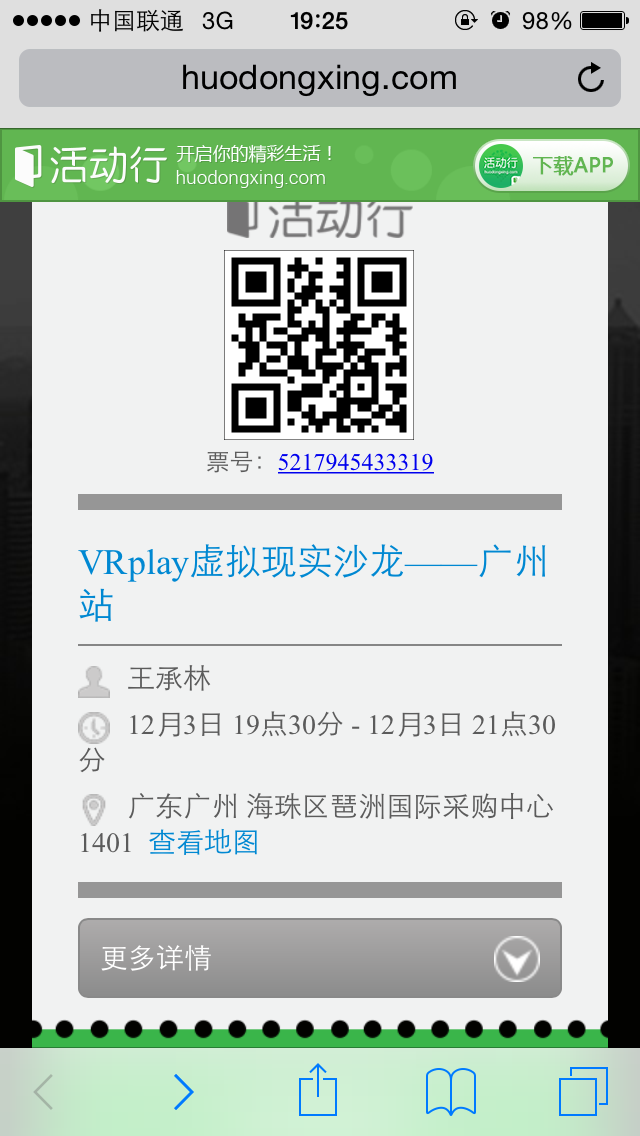 中国联通 3G 19:25 98%
huodongxing.com
活动行 开启你的精彩生活！
huodongxing.com
活动行
huodongxing.com
下载APP
活动行
票号：5217945433319
VRplay虚拟现实沙龙——广州
站
王承林
12月3日 19点30分 - 12月3日 21点30
分
广东广州 海珠区琶洲国际采购中心
1401 查看地图
更多详情